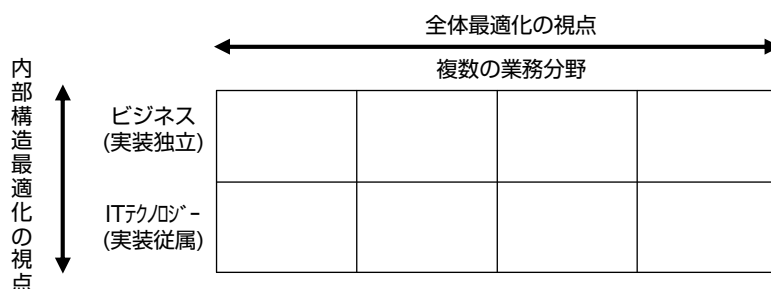 全体最適化の視点
複数の業務分野
内部構造最適化の視点
ビジネス
(実装独立)
ITﾃｸﾉﾛｼﾞｰ
(実装従属)